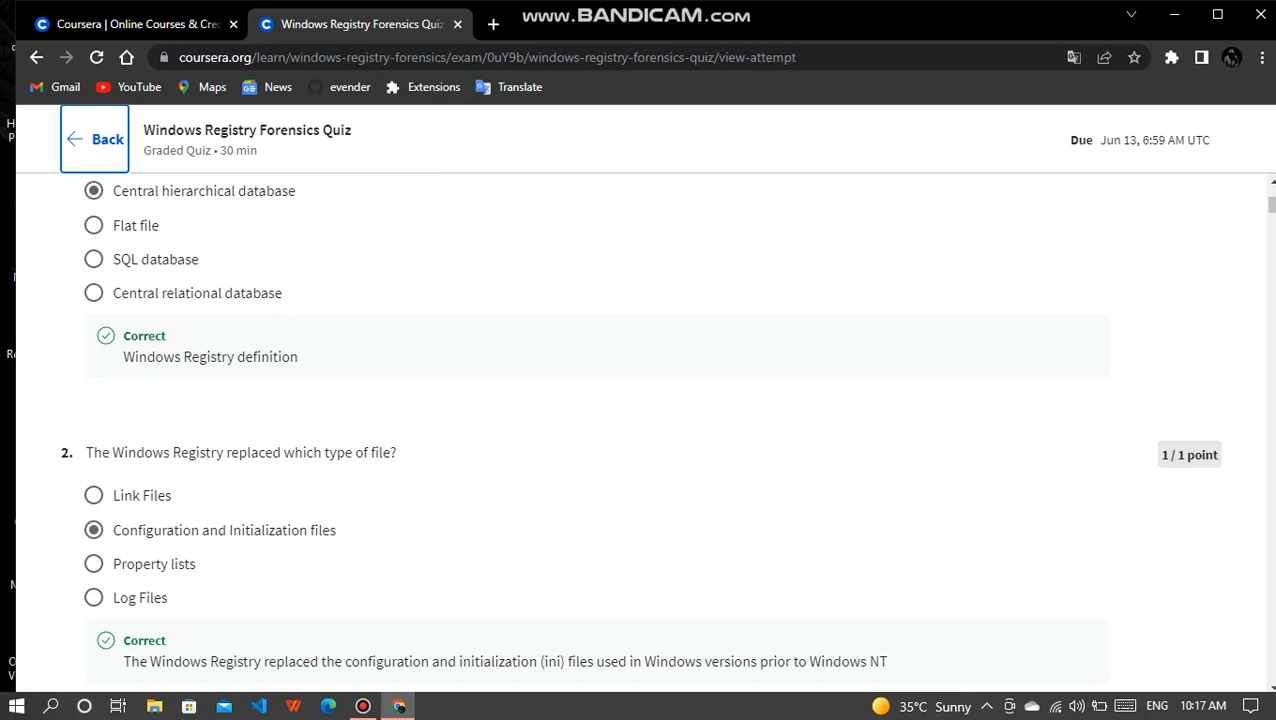 www.BANDICAM.com
Coursera | Online Courses & Cre
Windows Registry Forensics Quiz
coursera.org/learn/windows-registry-forensics/exam/0uY9b/windows-registry-forensics-quiz/view-attempt
Gmail YouTube Maps News evender Extensions Translate
Back
Windows Registry Forensics Quiz
Graded Quiz • 30 min
Due Jun 13, 6:59 AM UTC
Central hierarchical database
Flat file
SQL database
Central relational database
Correct
Windows Registry definition
2. The Windows Registry replaced which type of file?
1 / 1 point
Link Files
Configuration and Initialization files
Property lists
Log Files
Correct
The Windows Registry replaced the configuration and initialization (ini) files used in Windows versions prior to Windows NT
35°C Sunny ENG 10:17 AM